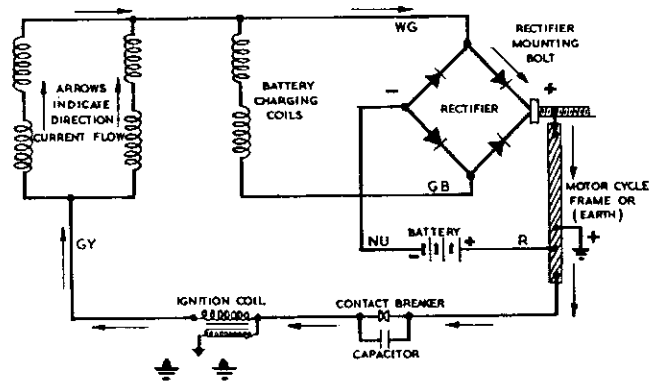 WG
RECTIFIER
MOUNTING
BOLT
ARROWS
INDICATE
DIRECTION
CURRENT FLOW
BATTERY
CHARGING
COILS
-
RECTIFIER
+
GB
MOTOR CYCLE
FRAME OR
(EARTH)
GY
NU
BATTERY
-
+
R
+
IGNITION COIL
CONTACT BREAKER
CAPACITOR